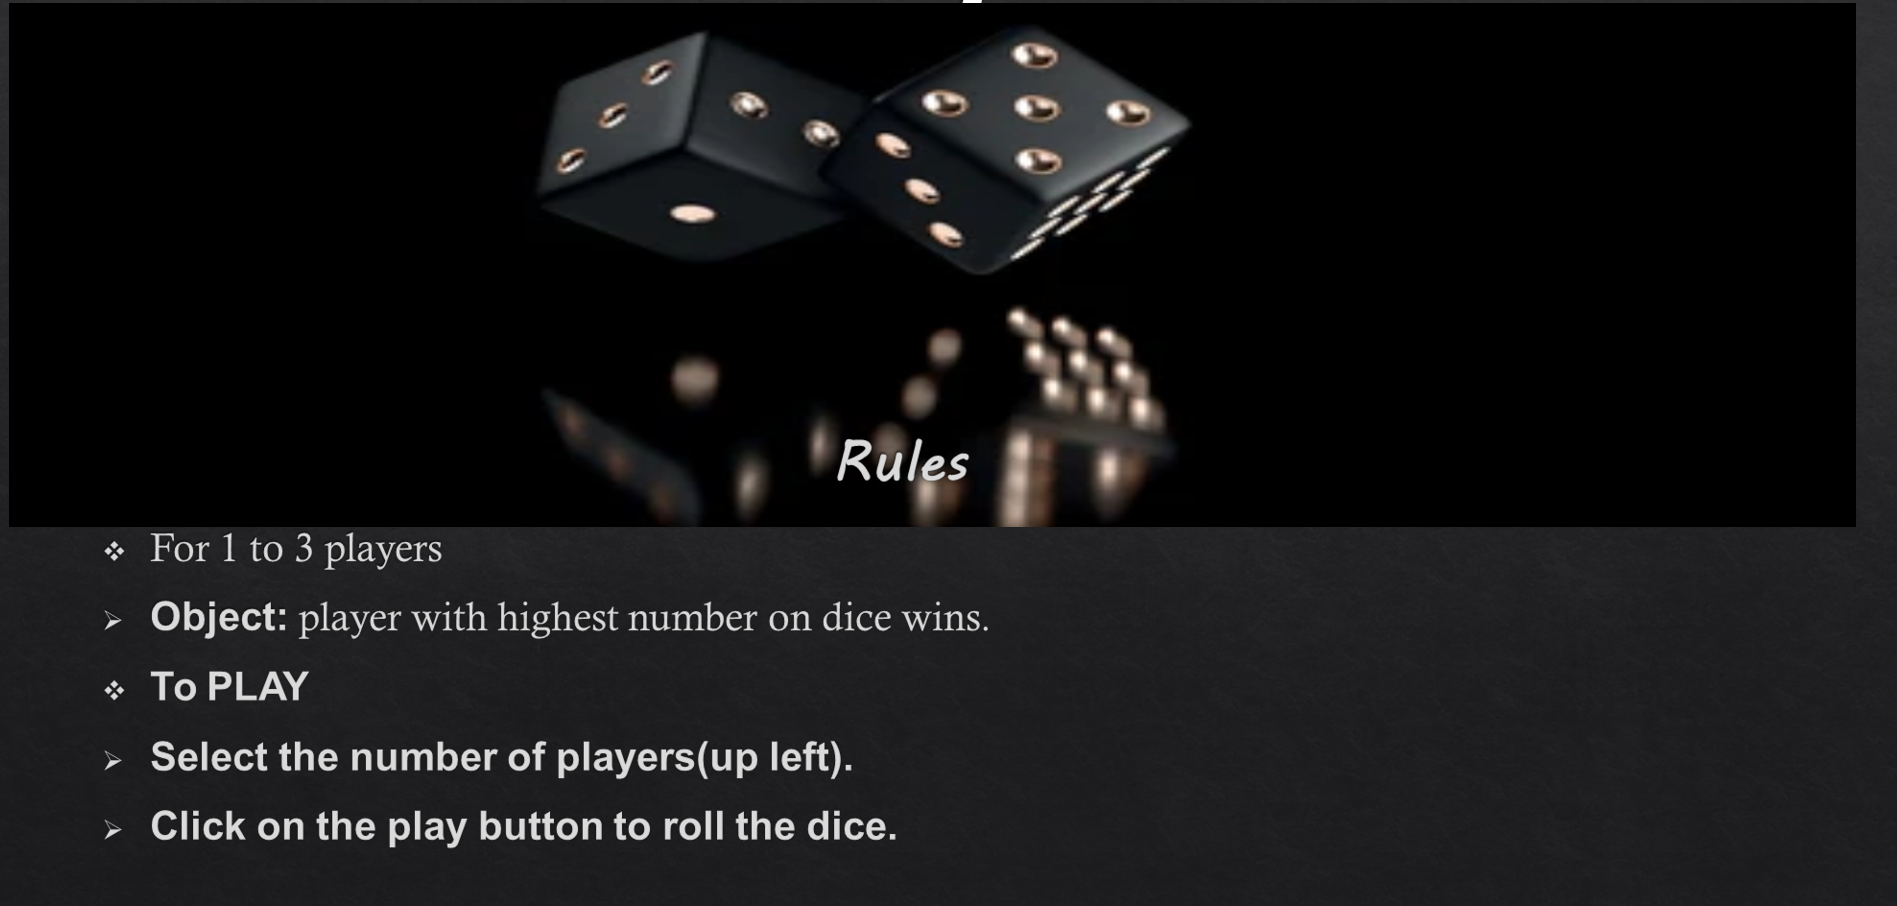 Rules
For 1 to 3 players
Object: player with highest number on dice wins.
To PLAY
Select the number of players(up left).
Click on the play button to roll the dice.